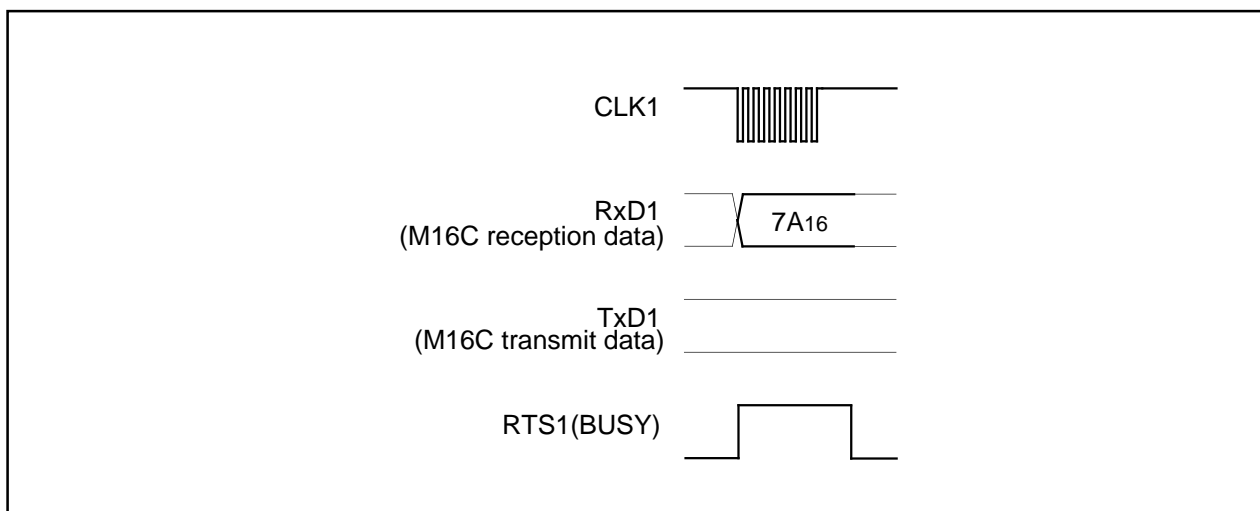 CLK1
RxD1
(M16C reception data)
7A16
TxD1
(M16C transmit data)
RTS1(BUSY)